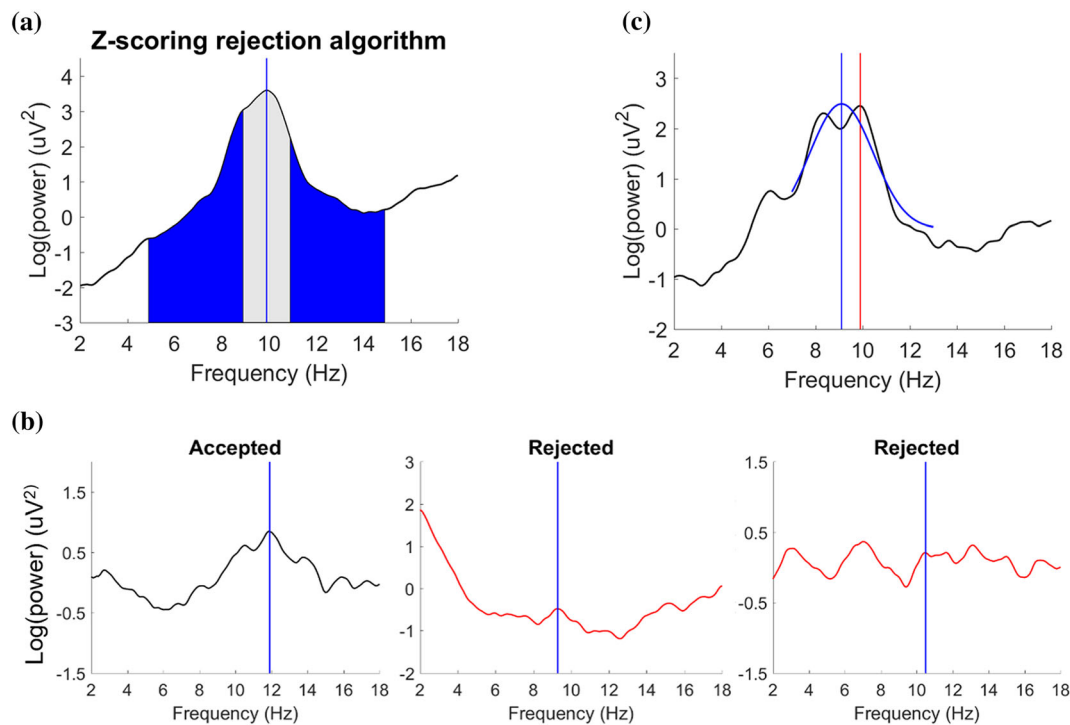 (a)
Z-scoring rejection algorithm
Log(power) (uV²)
4
3
2
1
0
-1
-2
-3
2 4 6 8 10 12 14 16 18
Frequency (Hz)
(c)
Log(power) (uV²)
3
2
1
0
-1
-2
2 4 6 8 10 12 14 16 18
Frequency (Hz)
(b)
Accepted
Log(power) (uV²)
1.5
0.5
-0.5
-1.5
2 4 6 8 10 12 14 16 18
Frequency (Hz)
Rejected
3
2
1
0
-1
-2
2 4 6 8 10 12 14 16 18
Frequency (Hz)
Rejected
1.5
0.5
-0.5
-1.5
2 4 6 8 10 12 14 16 18
Frequency (Hz)